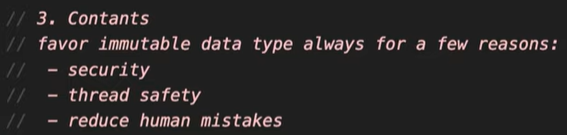 // 3. Contants
// favor immutable data type always for a few reasons:
//  - security
//  - thread safety
//  - reduce human mistakes